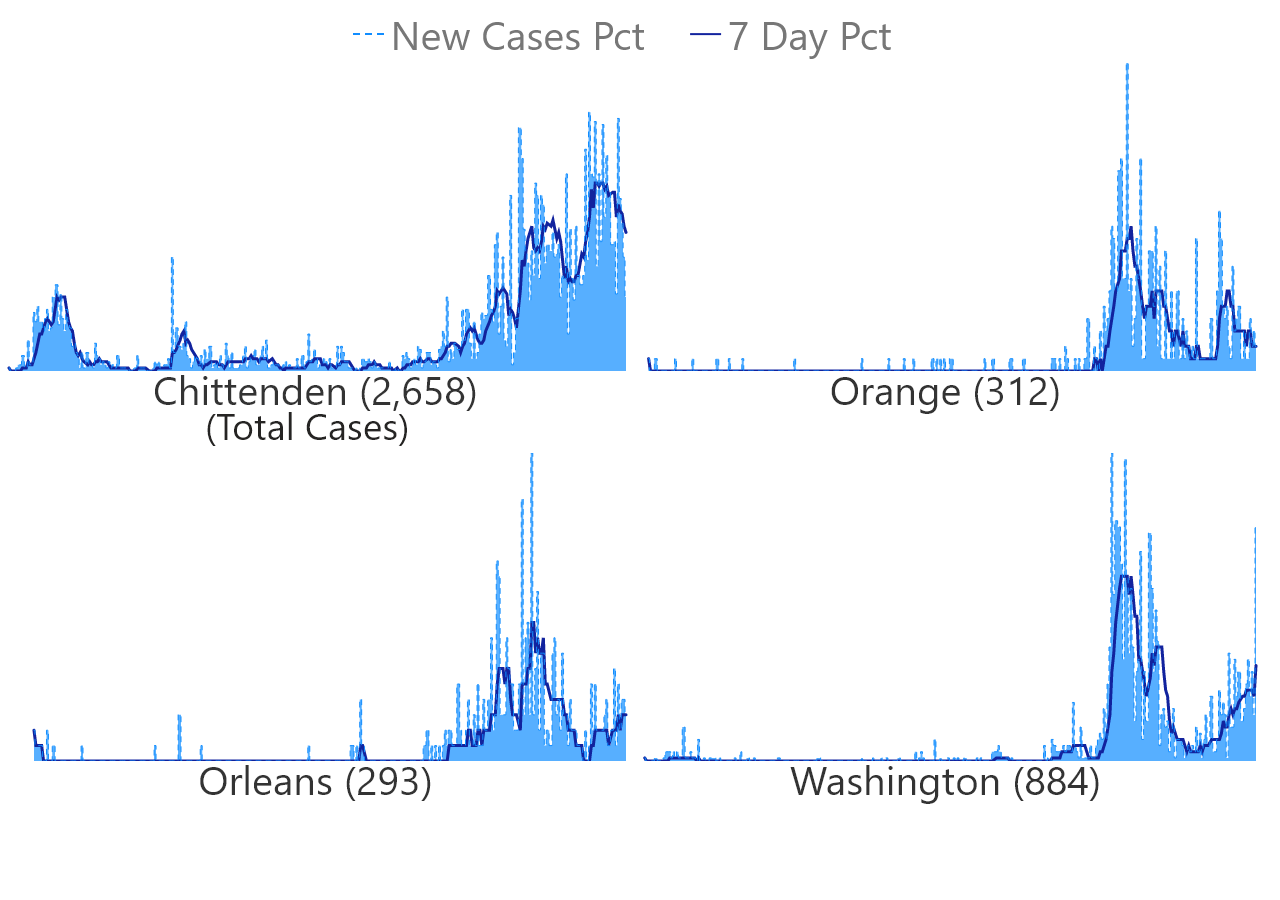 New Cases Pct 7 Day Pct
Chittenden (2,658) Orange (312)
(Total Cases)
Orleans (293) Washington (884)